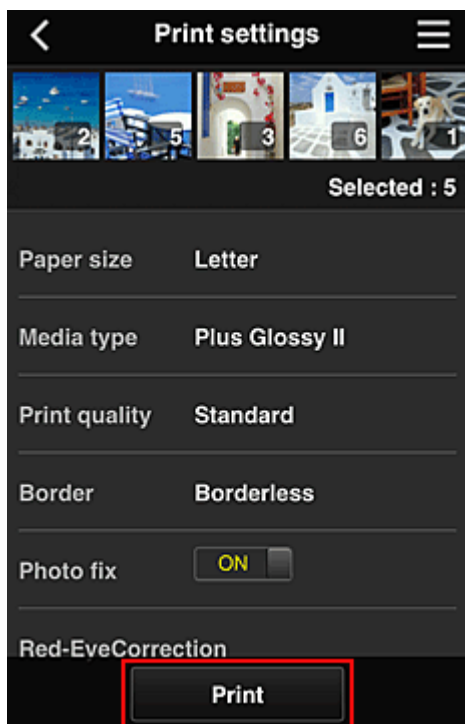 Print settings
2 5 3 6 1
Selected : 5
Paper size Letter
Media type Plus Glossy II
Print quality Standard
Border Borderless
Photo fix ON
Red-EyeCorrection
Print